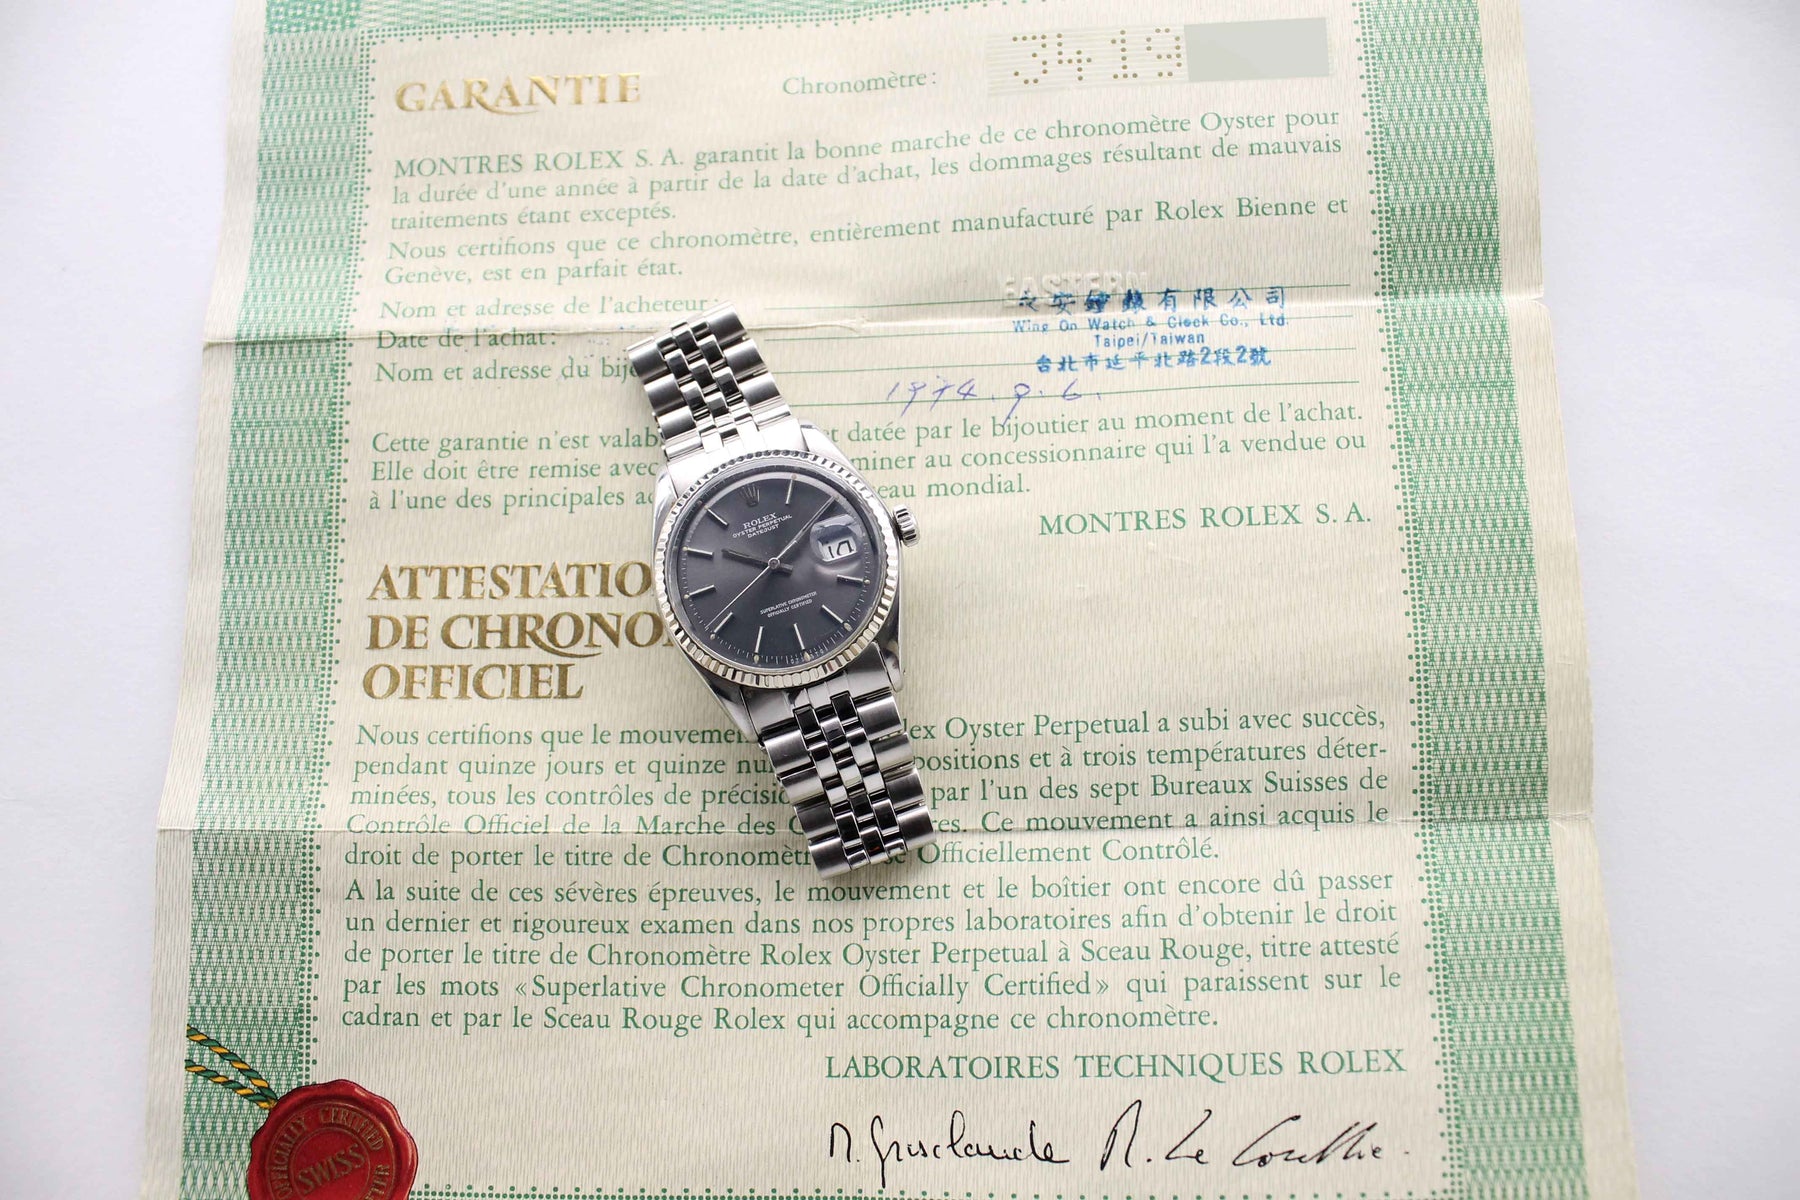 GARANTIE
Chronomètre: 3419
MONTRES ROLEX S. A. garantit la bonne marche de ce chronomètre Oyster pour
la durée d'une année à partir de la date d'achat, les dommages résultant de mauvais
traitements étant exceptés.
Nous certifions que ce chronomètre, entièrement manufacturé par Rolex Bienne et
Genève, est en parfait état.
EASTERN
Nom et adresse de l'acheteur:
長安鐘錶有限公司
Wing On Watch & Clock Co., Ltd.
Date de l'achat:
Taipei/Taiwan
台北市延平北路2段2號
Nom et adresse du bij
1974. 9. 6.
Cette garantie n'est valab et datée par le bijoutier au moment de l'achat.
Elle doit être remise avec miner au concessionnaire qui l'a vendue ou
à l'une des principales a eau mondial.
MONTRES ROLEX S. A.
ROLEX
OYSTER PERPETUAL
DATEJUST
17
SUPERLATIVE CHRONOMETER
OFFICIALLY CERTIFIED
ATTESTATIO
DE CHRONO
OFFICIEL
Nous certifions que le mouvemen ex Oyster Perpetual a subi avec succès,
pendant quinze jours et quinze nu positions et à trois températures déter-
minées, tous les contrôles de précisio par l'un des sept Bureaux Suisses de
Contrôle Officiel de la Marche des C res. Ce mouvement a ainsi acquis le
droit de porter le titre de Chronomètr se Officiellement Contrôlé.
A la suite de ces sévères épreuves, le mouvement et le boîtier ont encore dû passer
un dernier et rigoureux examen dans nos propres laboratoires afin d'obtenir le droit
de porter le titre de Chronomètre Rolex Oyster Perpetual à Sceau Rouge, titre attesté
par les mots «Superlative Chronometer Officially Certified» qui paraissent sur le
cadran et par le Sceau Rouge Rolex qui accompagne ce chronomètre.
LABORATOIRES TECHNIQUES ROLEX
OFFICIALLY CERTIFIED
SWISS